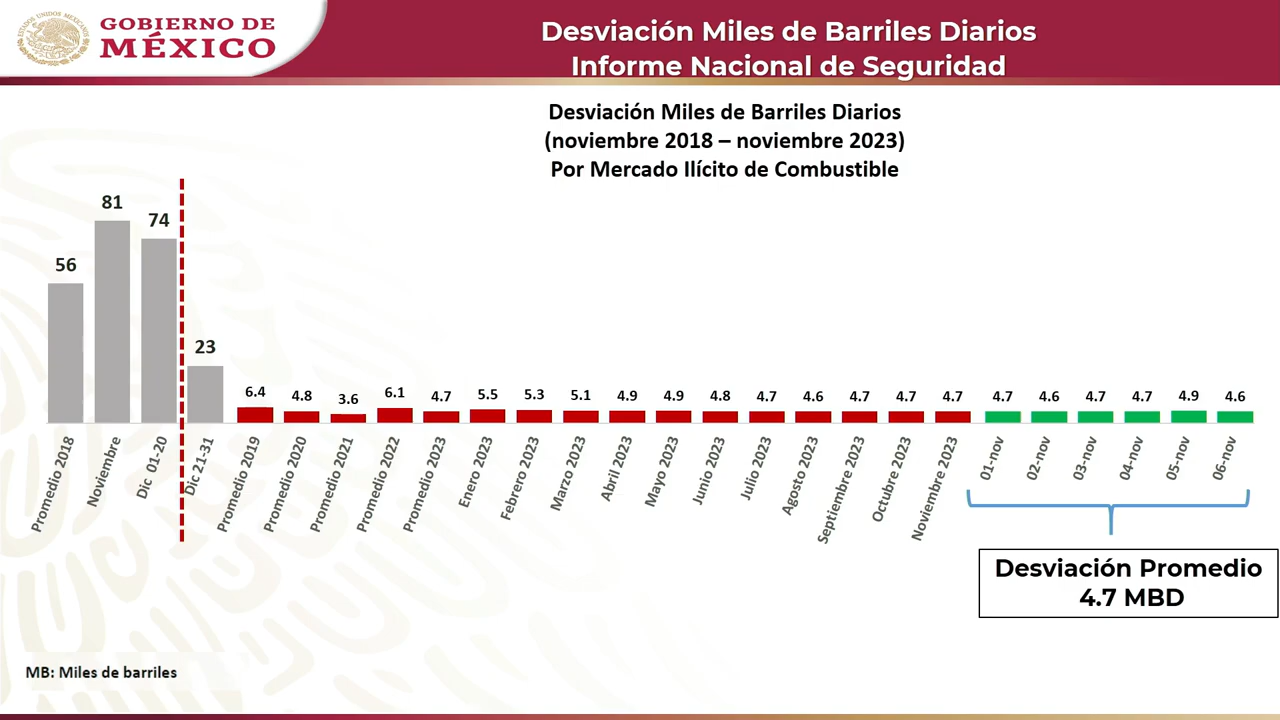 GOBIERNO DE
MÉXICO
Desviación Miles de Barriles Diarios
Informe Nacional de Seguridad
Desviación Miles de Barriles Diarios
(noviembre 2018 – noviembre 2023)
Por Mercado Ilícito de Combustible
56
81
74
23
6.4
4.8
3.6
6.1
4.7
5.5
5.3
5.1
4.9
4.9
4.8
4.7
4.6
4.7
4.7
4.7
4.7
4.6
4.7
4.7
4.9
4.6
Promedio 2018
Noviembre
Dic 01-20
Dic 21-31
Promedio 2019
Promedio 2020
Promedio 2021
Promedio 2022
Promedio 2023
Enero 2023
Febrero 2023
Marzo 2023
Abril 2023
Mayo 2023
Junio 2023
Julio 2023
Agosto 2023
Septiembre 2023
Octubre 2023
Noviembre 2023
01-nov
02-nov
03-nov
04-nov
05-nov
06-nov
Desviación Promedio
4.7 MBD
MB: Miles de barriles